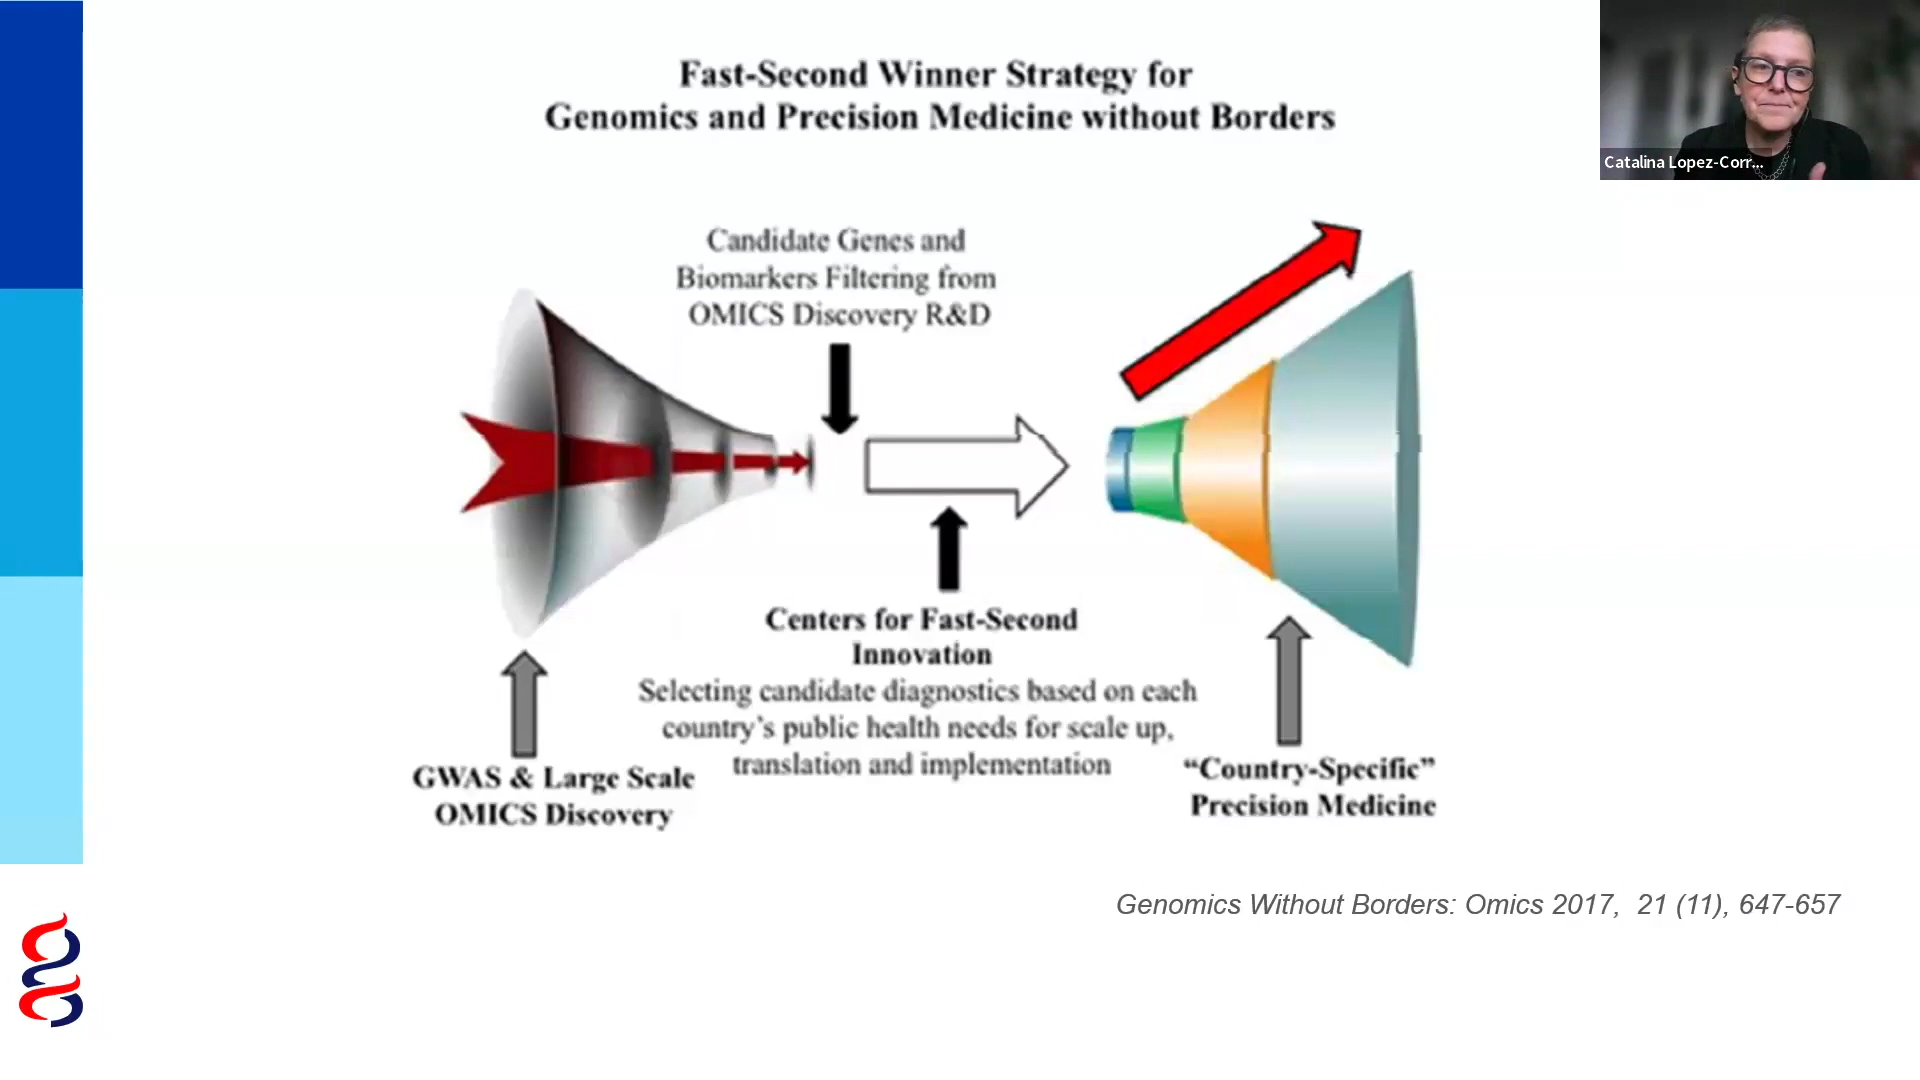 Fast-Second Winner Strategy for
Genomics and Precision Medicine without Borders
Catalina Lopez-Corr...
Candidate Genes and
Biomarkers Filtering from
OMICS Discovery R&D
Centers for Fast-Second
Innovation
Selecting candidate diagnostics based on each
country's public health needs for scale up,
translation and implementation
GWAS & Large Scale
OMICS Discovery
“Country-Specific”
Precision Medicine
Genomics Without Borders: Omics 2017, 21 (11), 647-657